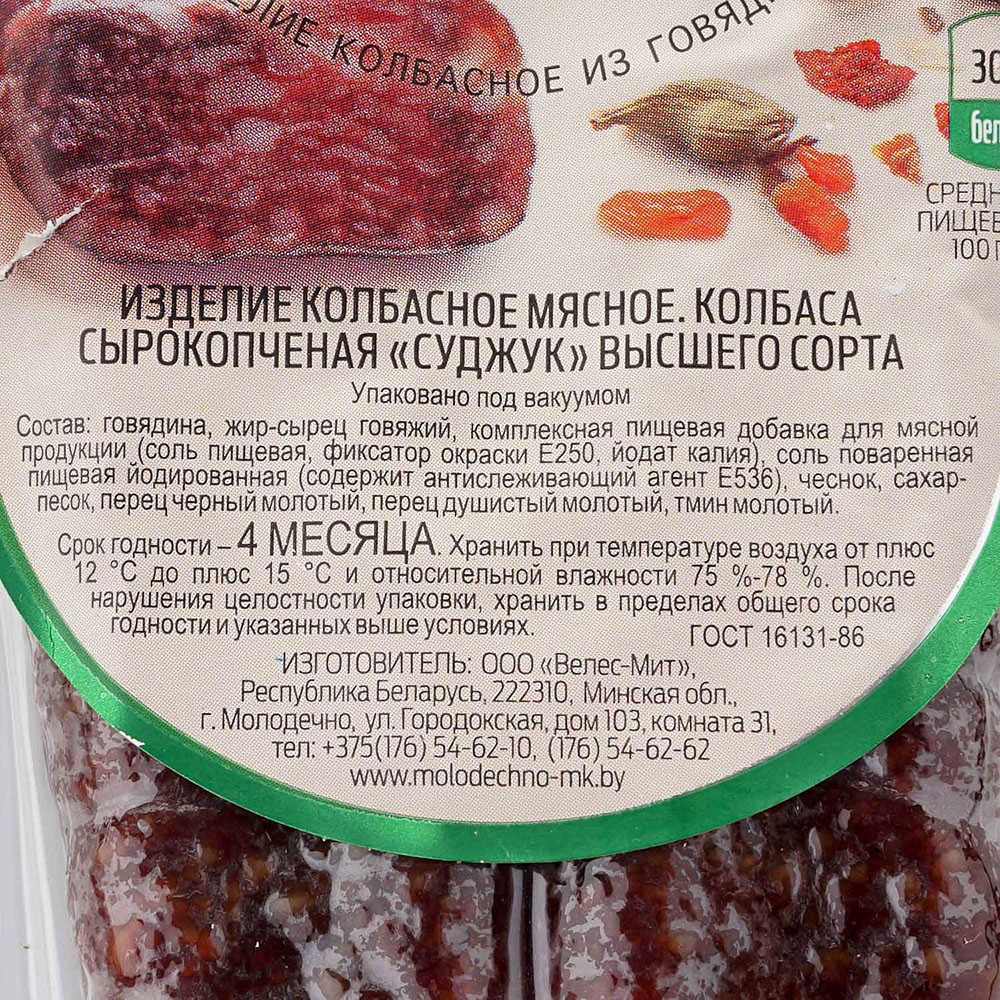 КОЛБАСНОЕ ИЗ
30
бел
СРЕДН
ПИЩЕВ
100 Г
ИЗДЕЛИЕ КОЛБАСНОЕ МЯСНОЕ. КОЛБАСА
СЫРОКОПЧЕНАЯ «СУДЖУК» ВЫСШЕГО СОРТА
Упаковано под вакуумом
Состав: говядина, жир-сырец говяжий, комплексная пищевая добавка для мясной
продукции (соль пищевая, фиксатор окраски Е250, йодат калия), соль поваренная
пищевая йодированная (содержит антислеживающий агент Е536), чеснок, сахар-
песок, перец черный молотый, перец душистый молотый, тмин молотый.
Срок годности – 4 МЕСЯЦА. Хранить при температуре воздуха от плюс
12 °С до плюс 15 °С и относительной влажности 75 %-78 %. После
нарушения целостности упаковки, хранить в пределах общего срока
годности и указанных выше условиях.
ГОСТ 16131-86
ИЗГОТОВИТЕЛЬ: ООО «Велес-Мит»,
Республика Беларусь, 222310, Минская обл.,
г. Молодечно, ул. Городокская, дом 103, комната 31,
тел: +375(176) 54-62-10, (176) 54-62-62
www.molodechno-mk.by